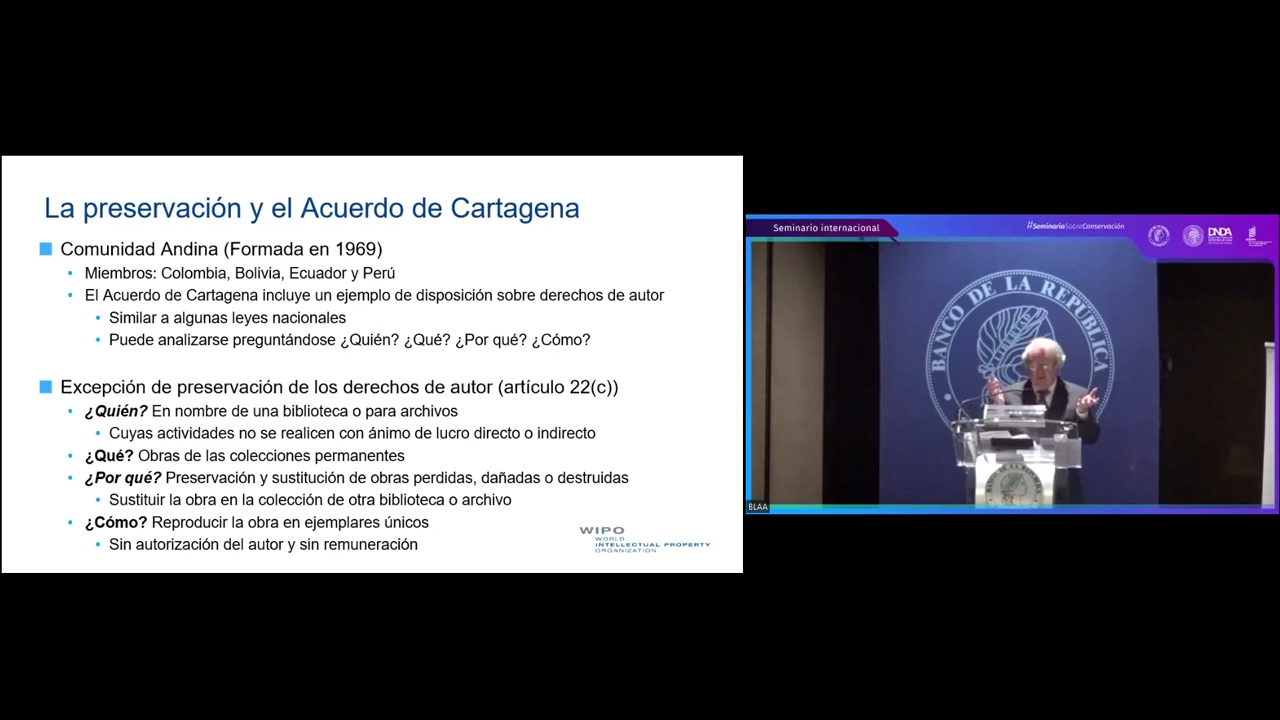 La preservación y el Acuerdo de Cartagena
Comunidad Andina (Formada en 1969)
Miembros: Colombia, Bolivia, Ecuador y Perú
El Acuerdo de Cartagena incluye un ejemplo de disposición sobre derechos de autor
Similar a algunas leyes nacionales
Puede analizarse preguntándose ¿Quién? ¿Qué? ¿Por qué? ¿Cómo?
Excepción de preservación de los derechos de autor (artículo 22(c))
¿Quién? En nombre de una biblioteca o para archivos
Cuyas actividades no se realicen con ánimo de lucro directo o indirecto
¿Qué? Obras de las colecciones permanentes
¿Por qué? Preservación y sustitución de obras perdidas, dañadas o destruidas
Sustituir la obra en la colección de otra biblioteca o archivo
¿Cómo? Reproducir la obra en ejemplares únicos
Sin autorización del autor y sin remuneración
WIPO
WORLD
INTELLECTUAL PROPERTY
ORGANIZATION
Seminario internacional
#SeminarioSobreConservación
DNDA
BANCO DE LA REPÚBLICA
BLAA